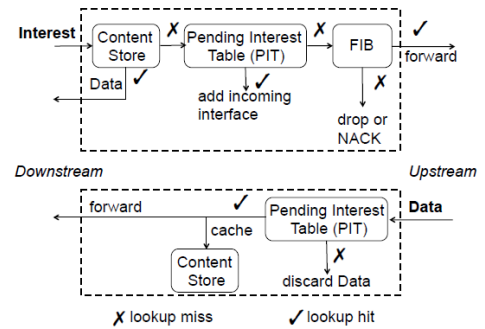 Interest
Content
Store
✗
Pending Interest
Table (PIT)
✗
FIB
✓
forward
Data ✓
✓
add incoming
interface
✗
drop or
NACK
Downstream
Upstream
forward
✓
Pending Interest
Table (PIT)
Data
cache
Content
Store
✗
discard Data
✗ lookup miss
✓ lookup hit